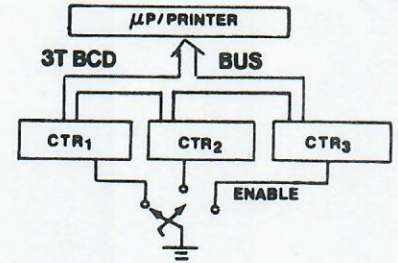 μP/PRINTER
3T BCD BUS
CTR₁ CTR₂ CTR₃
ENABLE